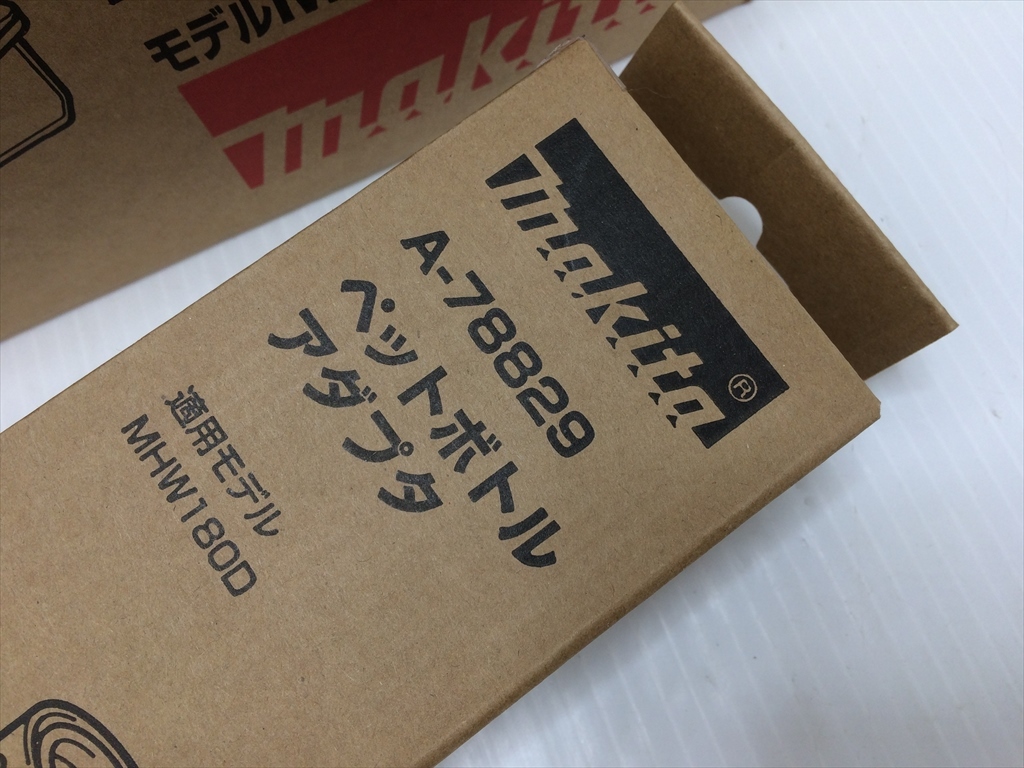 モデルM
makita
makita®
A-78829
ペットボトル
アダプタ
適用モデル
MHW180D